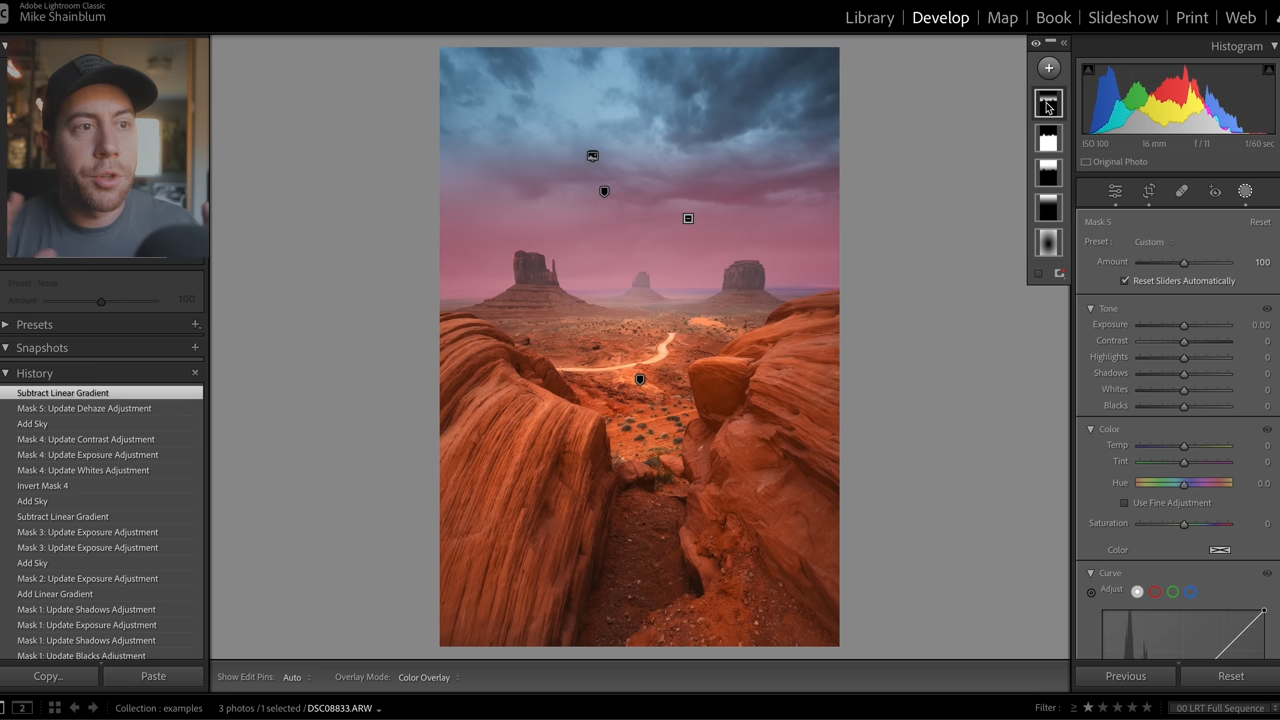 Adobe Lightroom Classic
Mike Shainblum
Library | Develop | Map | Book | Slideshow | Print | Web
Histogram
ISO 100 16 mm f / 11 1/60 sec
Original Photo
Mask 5 Reset
Preset : Custom
Amount 100
Reset Sliders Automatically
Tone
Exposure 0.00
Contrast 0
Highlights 0
Shadows 0
Whites 0
Blacks 0
Color
Temp 0
Tint 0
Hue 0.0
Use Fine Adjustment
Saturation 0
Color
Curve
Adjust
Previous Reset
Preset : None
Amount 100
Presets
Snapshots
History
Subtract Linear Gradient
Mask 5: Update Dehaze Adjustment
Add Sky
Mask 4: Update Contrast Adjustment
Mask 4: Update Exposure Adjustment
Mask 4: Update Whites Adjustment
Invert Mask 4
Add Sky
Subtract Linear Gradient
Mask 3: Update Exposure Adjustment
Mask 3: Update Exposure Adjustment
Add Sky
Mask 2: Update Exposure Adjustment
Add Linear Gradient
Mask 1: Update Shadows Adjustment
Mask 1: Update Exposure Adjustment
Mask 1: Update Shadows Adjustment
Mask 1: Update Blacks Adjustment
Copy... Paste
Show Edit Pins: Auto Overlay Mode: Color Overlay
2 Collection : examples 3 photos / 1 selected / DSC08833.ARW
Filter : 00 LRT Full Sequence